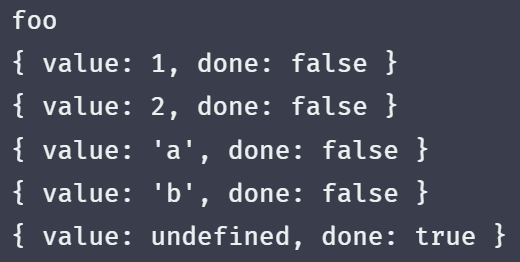 foo
{ value: 1, done: false }
{ value: 2, done: false }
{ value: 'a', done: false }
{ value: 'b', done: false }
{ value: undefined, done: true }